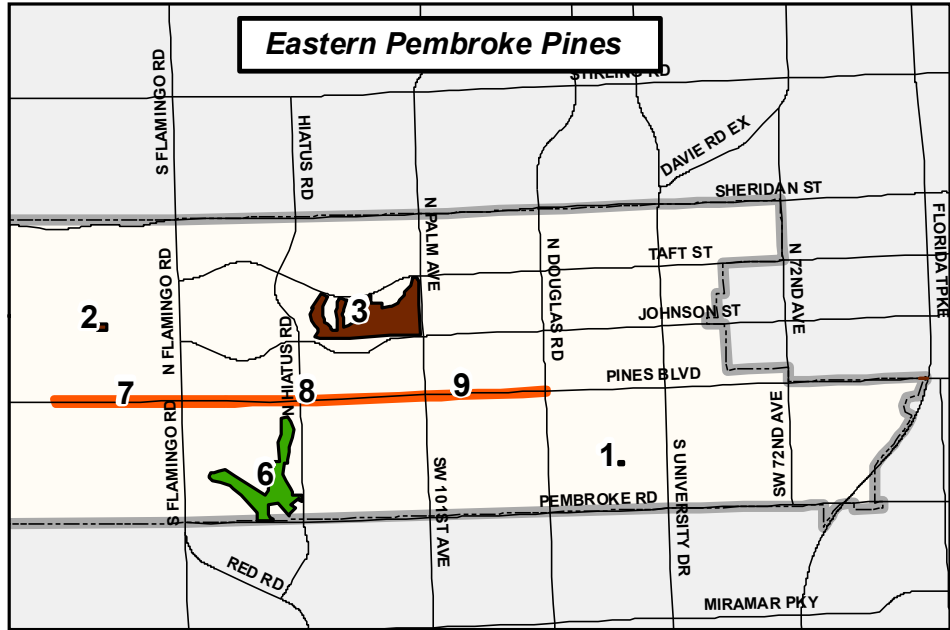 Eastern Pembroke Pines
STIRLING RD
S FLAMINGO RD
HIATUS RD
DAVIE RD EX
SHERIDAN ST
N PALM AVE
FLORIDA TPKE
N FLAMINGO RD
N DOUGLAS RD
TAFT ST
N 72ND AVE
2
3
JOHNSON ST
N HIATUS RD
7
8
9
PINES BLVD
S FLAMINGO RD
6
SW 101ST AVE
1
S UNIVERSITY DR
SW 72ND AVE
PEMBROKE RD
RED RD
MIRAMAR PKY